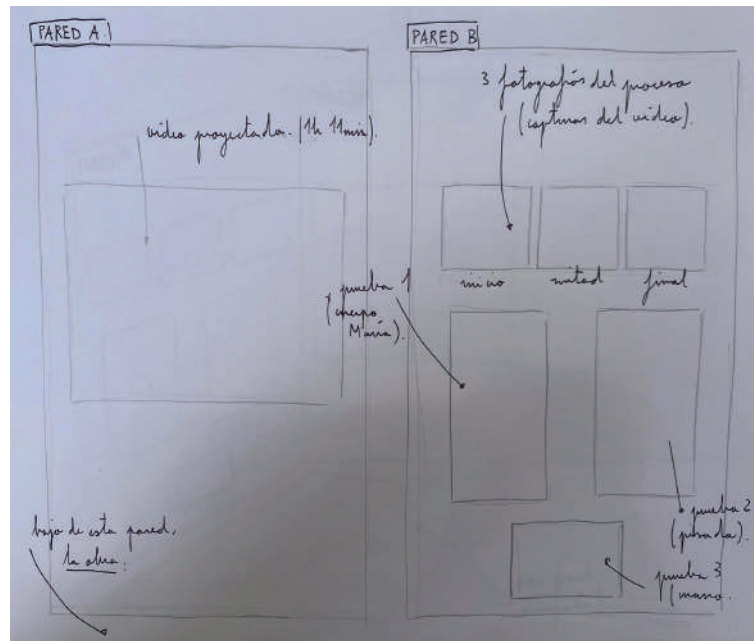 PARED A
video proyectado. (1h 11min).
bajo de esta pared,
la obra.
PARED B
3 fotografías del proceso
(capturas del video).
inicio mitad final
prueba 1
(cuerpo
María).
prueba 2
prueba 3
(mano.